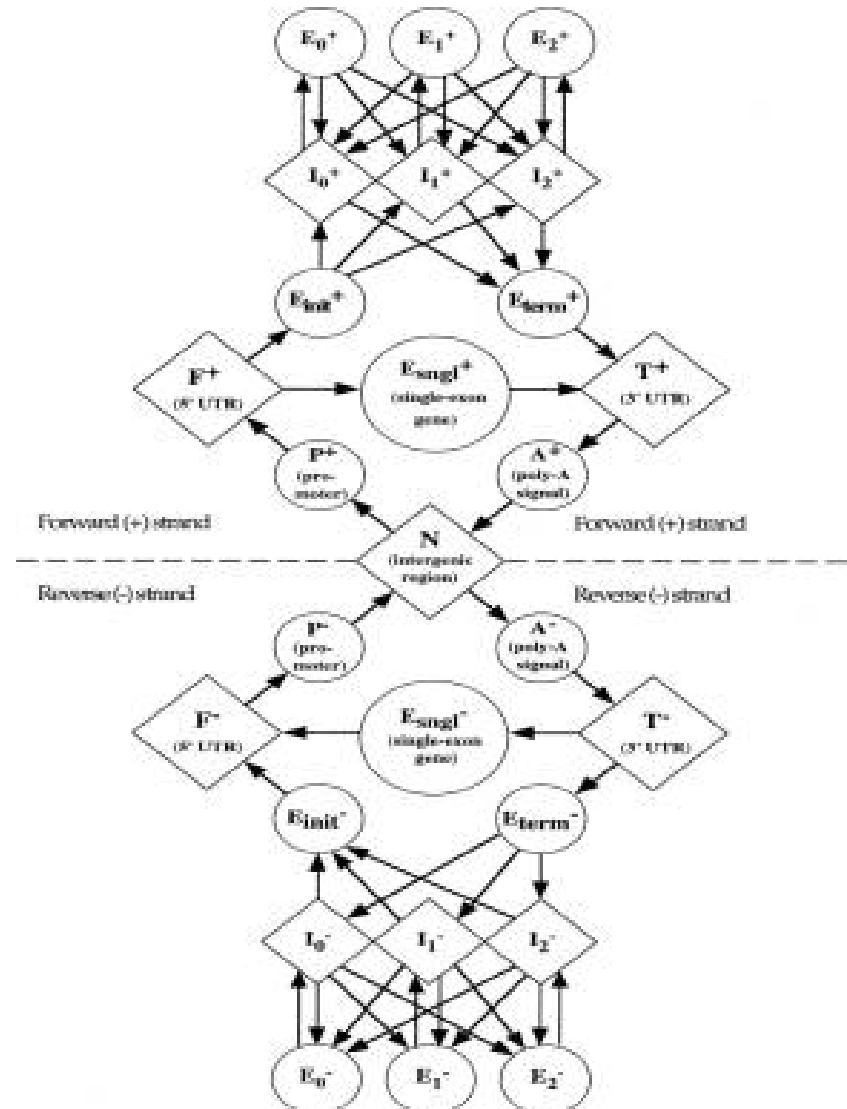 E0+ E1+ E2+
I0+ I1+ I2+
Einit+ Eterm+
F+
(5' UTR)
Esngl+
(single-exon
gene)
T+
(3' UTR)
P+
(pro-
moter)
A+
(poly-A
signal)
Forward (+) strand
Forward (+) strand
N
(intergenic
region)
Reverse (-) strand
Reverse (-) strand
P-
(pro-
moter)
A-
(poly-A
signal)
F-
(5' UTR)
Esngl-
(single-exon
gene)
T-
(3' UTR)
Einit- Eterm-
I0- I1- I2-
E0- E1- E2-